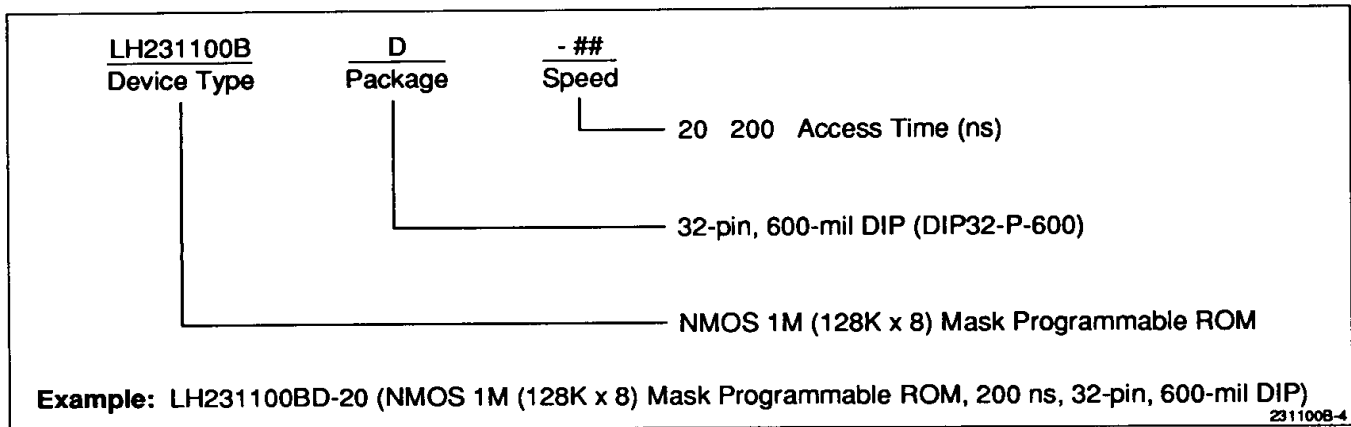 LH231100B D - ##
Device Type Package Speed
20 200 Access Time (ns)
32-pin, 600-mil DIP (DIP32-P-600)
NMOS 1M (128K x 8) Mask Programmable ROM
Example: LH231100BD-20 (NMOS 1M (128K x 8) Mask Programmable ROM, 200 ns, 32-pin, 600-mil DIP)
231100B-4